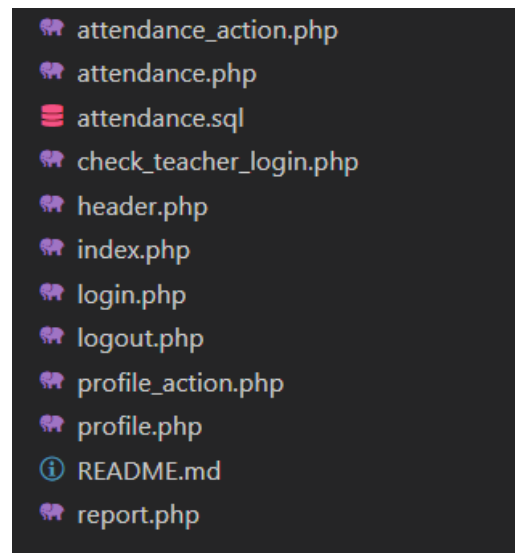 attendance_action.php
attendance.php
attendance.sql
check_teacher_login.php
header.php
index.php
login.php
logout.php
profile_action.php
profile.php
README.md
report.php